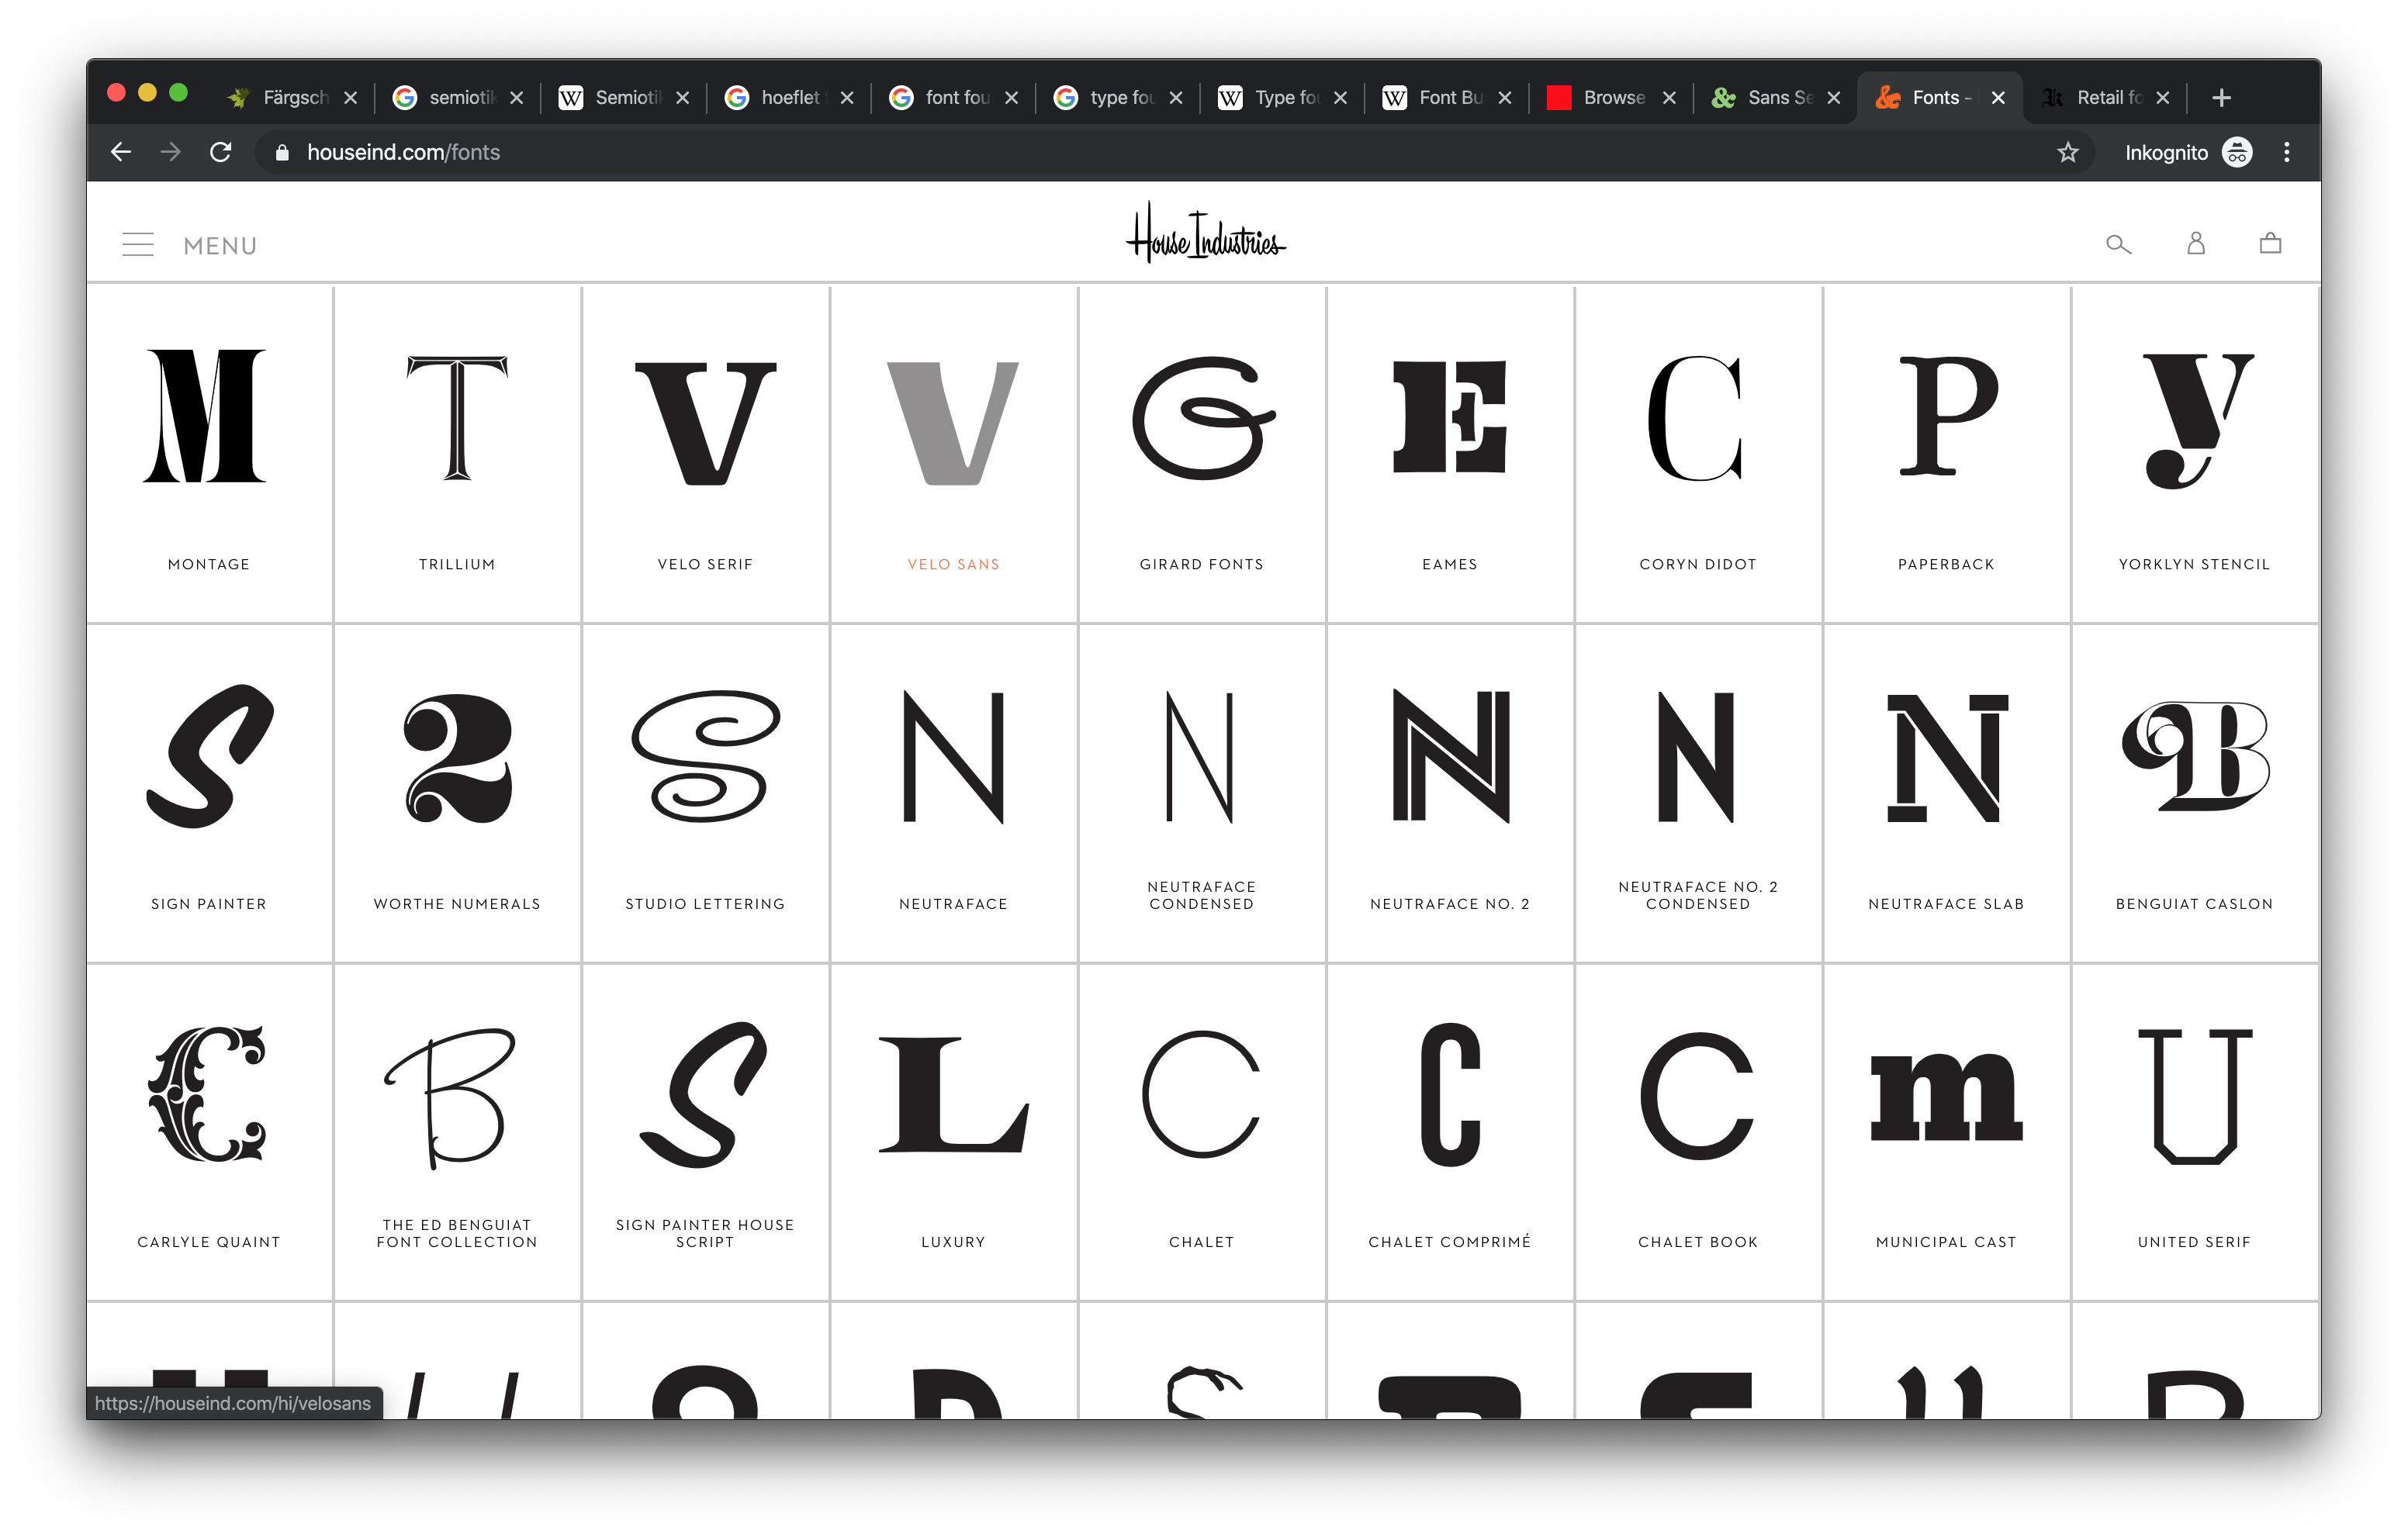 Färgsch
semiotik
Semioti
hoeflet
font fou
type fou
Type fou
Font Bu
Browse
Sans Se
Fonts -
Retail fo
houseind.com/fonts
Inkognito
MENU
House Industries
M
T
V
V
G
E
C
P
y
MONTAGE
TRILLIUM
VELO SERIF
VELO SANS
GIRARD FONTS
EAMES
CORYN DIDOT
PAPERBACK
YORKLYN STENCIL
S
2
S
N
N
N
N
N
B
SIGN PAINTER
WORTHE NUMERALS
STUDIO LETTERING
NEUTRAFACE
NEUTRAFACE
CONDENSED
NEUTRAFACE NO. 2
NEUTRAFACE NO. 2
CONDENSED
NEUTRAFACE SLAB
BENGUIAT CASLON
C
B
S
L
C
C
C
m
U
CARLYLE QUAINT
THE ED BENGUIAT
FONT COLLECTION
SIGN PAINTER HOUSE
SCRIPT
LUXURY
CHALET
CHALET COMPRIMÉ
CHALET BOOK
MUNICIPAL CAST
UNITED SERIF
https://houseind.com/hi/velosans